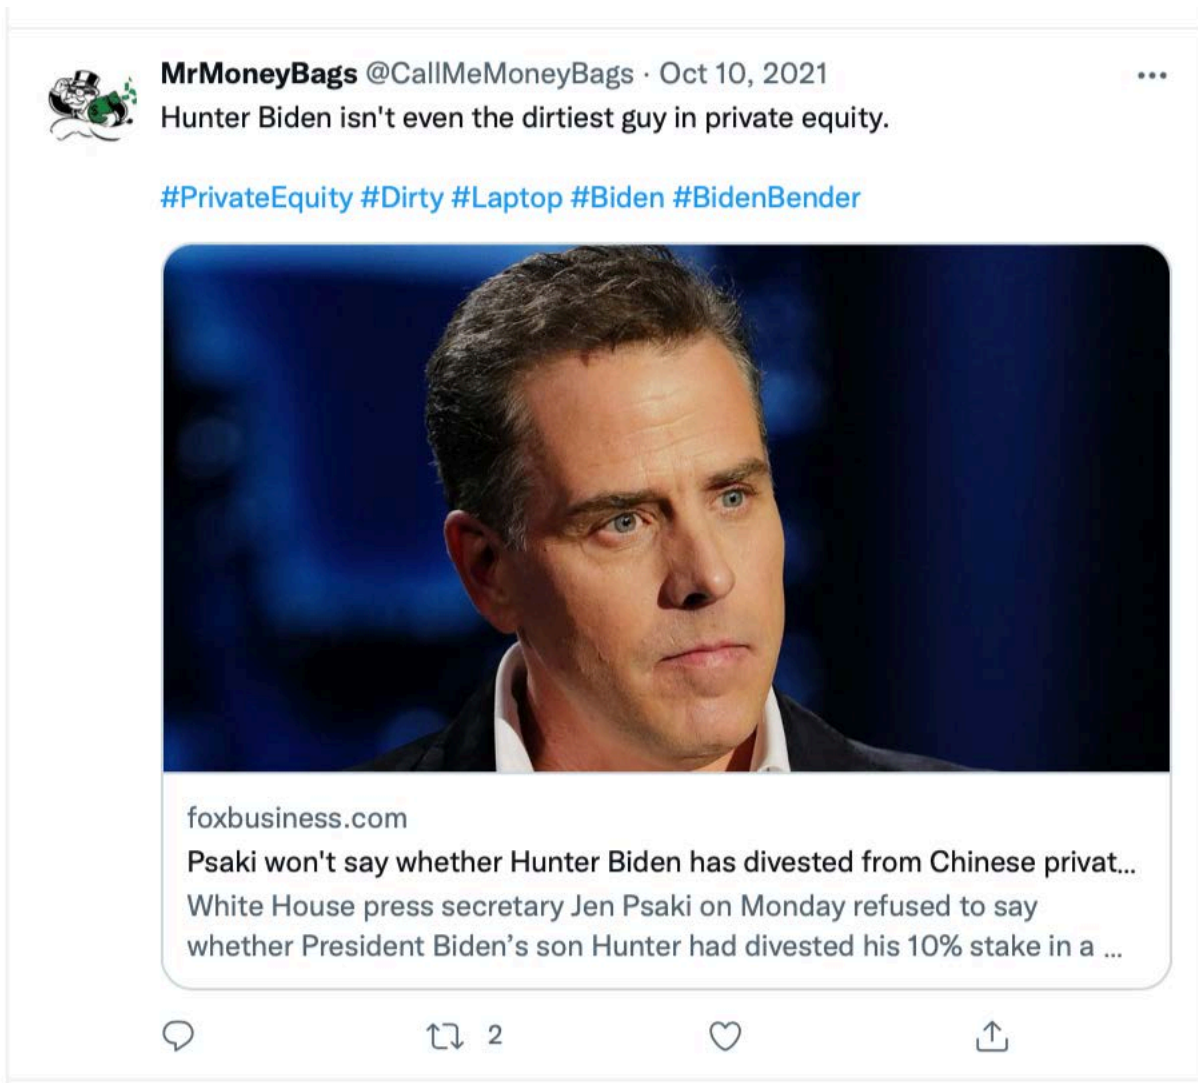 MrMoneyBags @CallMeMoneyBags · Oct 10, 2021
Hunter Biden isn't even the dirtiest guy in private equity.
#PrivateEquity #Dirty #Laptop #Biden #BidenBender
foxbusiness.com
Psaki won't say whether Hunter Biden has divested from Chinese privat...
White House press secretary Jen Psaki on Monday refused to say
whether President Biden’s son Hunter had divested his 10% stake in a ...
2